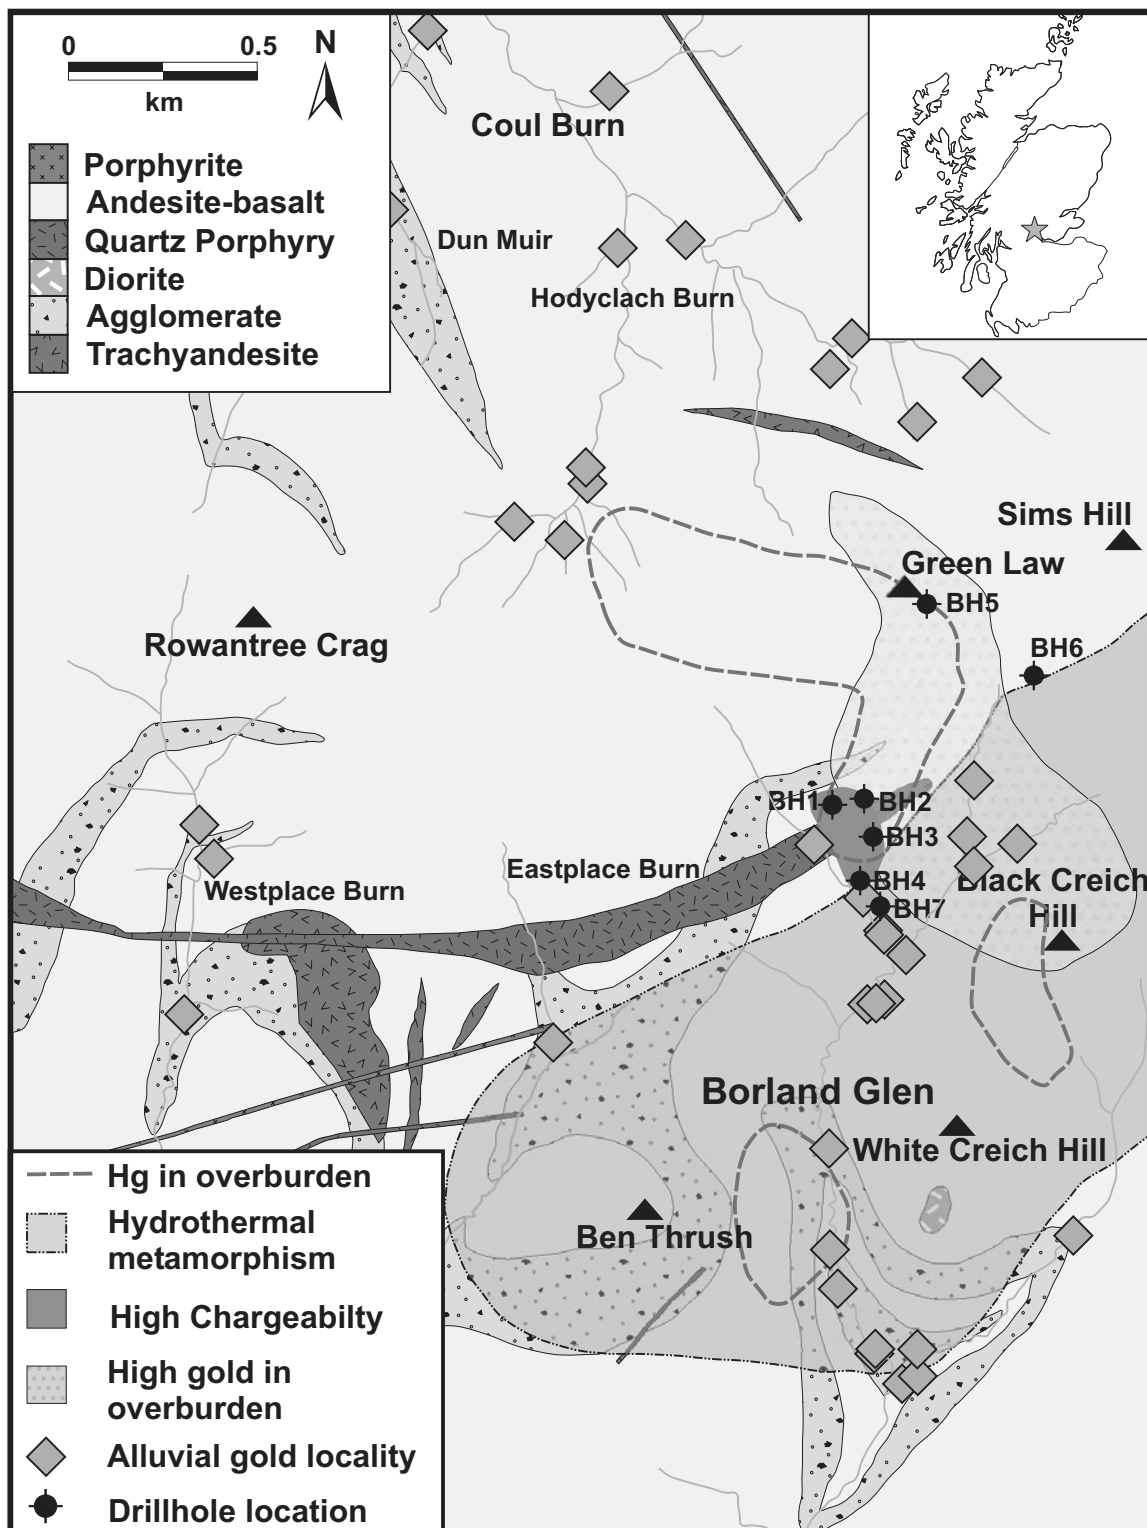 0 0.5
km
N
Porphyrite
Andesite-basalt
Quartz Porphyry
Diorite
Agglomerate
Trachyandesite
Coul Burn
Dun Muir
Hodyclach Burn
Sims Hill
Green Law
BH5
BH6
Rowantree Crag
BH1
BH2
BH3
Eastplace Burn
Westplace Burn
BH4
Black Creich
Hill
BH7
Borland Glen
White Creich Hill
Ben Thrush
Hg in overburden
Hydrothermal
metamorphism
High Chargeabilty
High gold in
overburden
Alluvial gold locality
Drillhole location